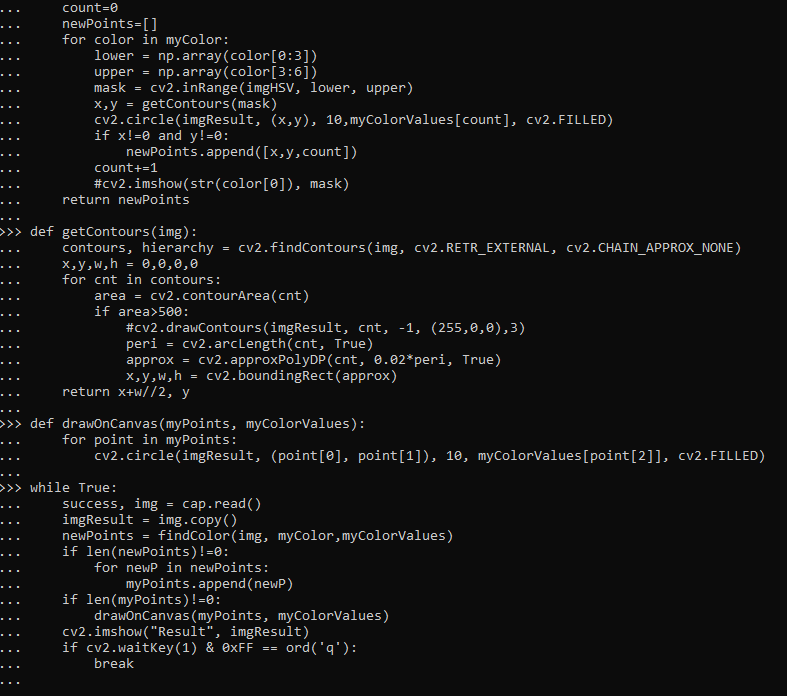 ...     count=0
...     newPoints=[]
...     for color in myColor:
...         lower = np.array(color[0:3])
...         upper = np.array(color[3:6])
...         mask = cv2.inRange(imgHSV, lower, upper)
...         x,y = getContours(mask)
...         cv2.circle(imgResult, (x,y), 10,myColorValues[count], cv2.FILLED)
...         if x!=0 and y!=0:
...             newPoints.append([x,y,count])
...         count+=1
...         #cv2.imshow(str(color[0]), mask)
...     return newPoints
...
>>> def getContours(img):
...     contours, hierarchy = cv2.findContours(img, cv2.RETR_EXTERNAL, cv2.CHAIN_APPROX_NONE)
...     x,y,w,h = 0,0,0,0
...     for cnt in contours:
...         area = cv2.contourArea(cnt)
...         if area>500:
...             #cv2.drawContours(imgResult, cnt, -1, (255,0,0),3)
...             peri = cv2.arcLength(cnt, True)
...             approx = cv2.approxPolyDP(cnt, 0.02*peri, True)
...             x,y,w,h = cv2.boundingRect(approx)
...     return x+w//2, y
...
>>> def drawOnCanvas(myPoints, myColorValues):
...     for point in myPoints:
...         cv2.circle(imgResult, (point[0], point[1]), 10, myColorValues[point[2]], cv2.FILLED)
...
>>> while True:
...     success, img = cap.read()
...     imgResult = img.copy()
...     newPoints = findColor(img, myColor,myColorValues)
...     if len(newPoints)!=0:
...         for newP in newPoints:
...             myPoints.append(newP)
...     if len(myPoints)!=0:
...         drawOnCanvas(myPoints, myColorValues)
...     cv2.imshow("Result", imgResult)
...     if cv2.waitKey(1) & 0xFF == ord('q'):
...         break
...